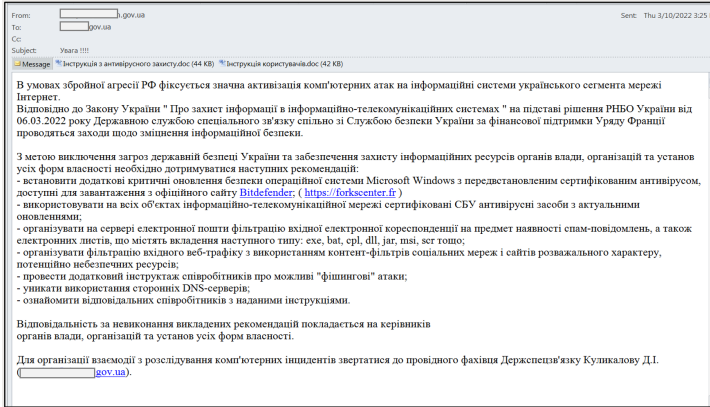 From: h.gov.ua Sent: Thu 3/10/2022 3:25
To: gov.ua
Cc:
Subject: Увага !!!!
Message Інструкція з антивірусного захисту.doc (44 KB) Інструкція користувачів.doc (42 KB)
В умовах збройної агресії РФ фіксується значна активізація комп'ютерних атак на інформаційні системи українського сегмента мережі
Інтернет.
Відповідно до Закону України " Про захист інформації в інформаційно-телекомунікаційних системах " на підставі рішення РНБО України від
06.03.2022 року Державною службою спеціального зв'язку спільно зі Службою безпеки України за фінансової підтримки Уряду Франції
проводяться заходи щодо зміцнення інформаційної безпеки.
З метою виключення загроз державній безпеці України та забезпечення захисту інформаційних ресурсів органів влади, організацій та установ
усіх форм власності необхідно дотримуватися наступних рекомендацій:
- встановити додаткові критичні оновлення безпеки операційної системи Microsoft Windows з передвстановленим сертифікованим антивірусом,
доступні для завантаження з офіційного сайту Bitdefender; ( https://forkscenter.fr )
- використовувати на всіх об'єктах інформаційно-телекомунікаційної мережі сертифіковані СБУ антивірусні засоби з актуальними
оновленнями;
- організувати на сервері електронної пошти фільтрацію вхідної електронної кореспонденції на предмет наявності спам-повідомлень, а також
електронних листів, що містять вкладення наступного типу: exe, bat, cpl, dll, jar, msi, scr тощо;
- організувати фільтрацію вхідного веб-трафіку з використанням контент-фільтрів соціальних мереж і сайтів розважального характеру,
потенційно небезпечних ресурсів;
- провести додатковий інструктаж співробітників про можливі "фішингові" атаки;
- уникати використання сторонніх DNS-серверів;
- ознайомити відповідальних співробітників з наданими інструкціями.
Відповідальність за невиконання викладених рекомендацій покладається на керівників
органів влади, організацій та установ усіх форм власності.
Для організації взаємодії з розслідування комп'ютерних інцидентів звертатися до провідного фахівця Держспецзв'язку Куликалову Д.І.
( gov.ua).